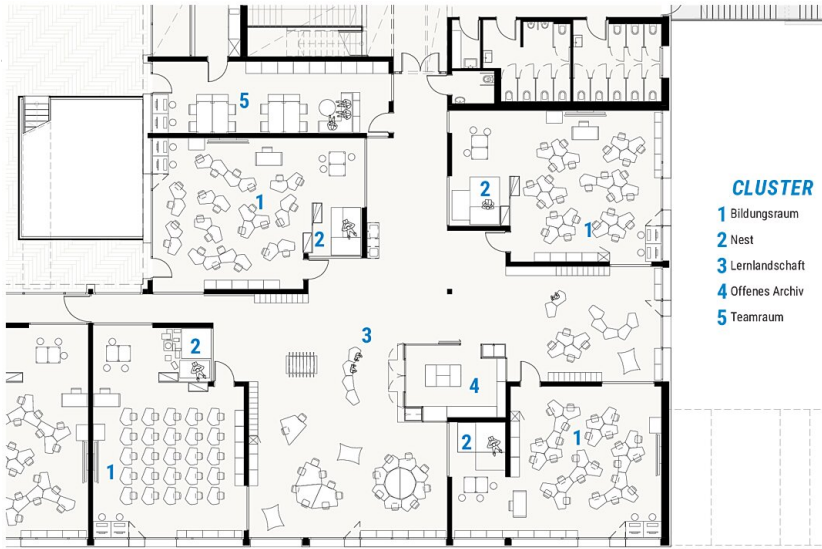 5
1
2
2
1
CLUSTER
1 Bildungsraum
2 Nest
3 Lernlandschaft
4 Offenes Archiv
5 Teamraum
3
2
4
1
2
1